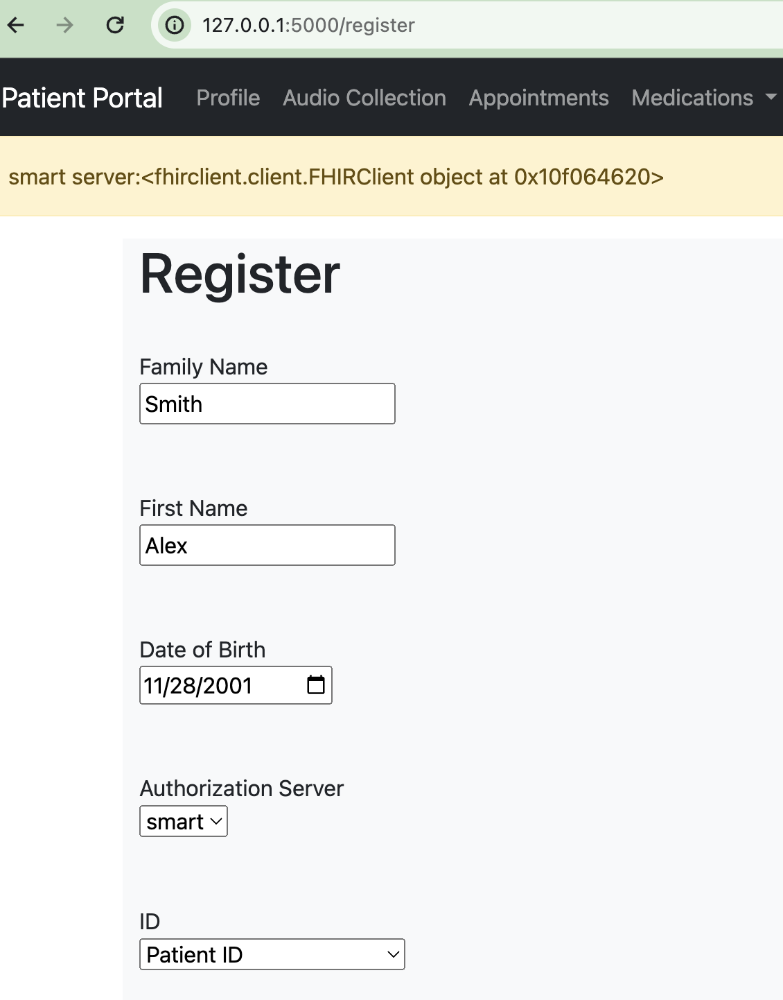 127.0.0.1:5000/register
Patient Portal Profile Audio Collection Appointments Medications
smart server:<fhirclient.client.FHIRClient object at 0x10f064620>
Register
Family Name
Smith
First Name
Alex
Date of Birth
11/28/2001
Authorization Server
smart
ID
Patient ID